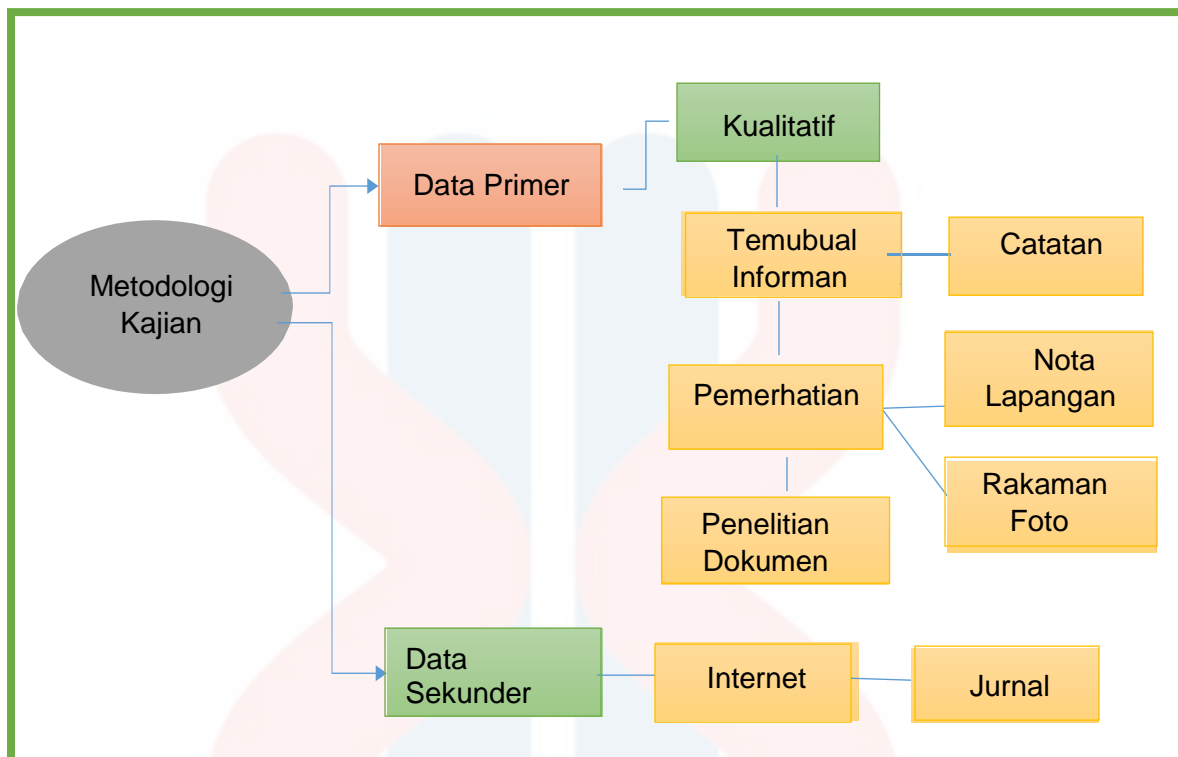 Kualitatif
Data Primer
Temubual
Informan
Catatan
Metodologi
Kajian
Nota
Lapangan
Pemerhatian
Rakaman
Foto
Penelitian
Dokumen
Data
Sekunder
Internet
Jurnal